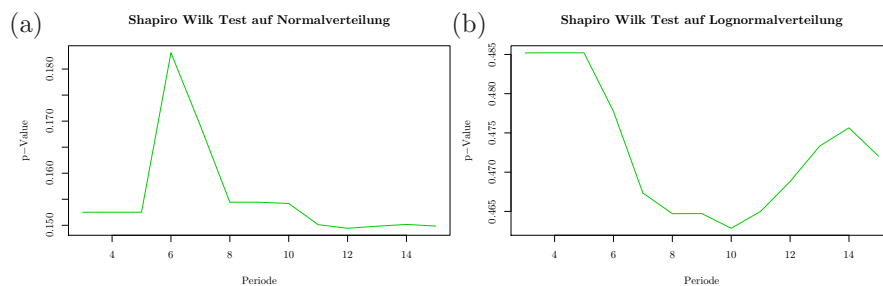 (a)
Shapiro Wilk Test auf Normalverteilung
0.180
0.170
0.160
0.150
p−Value
4 6 8 10 12 14
Periode
(b)
Shapiro Wilk Test auf Lognormalverteilung
0.485
0.480
0.475
0.470
0.465
p−Value
4 6 8 10 12 14
Periode